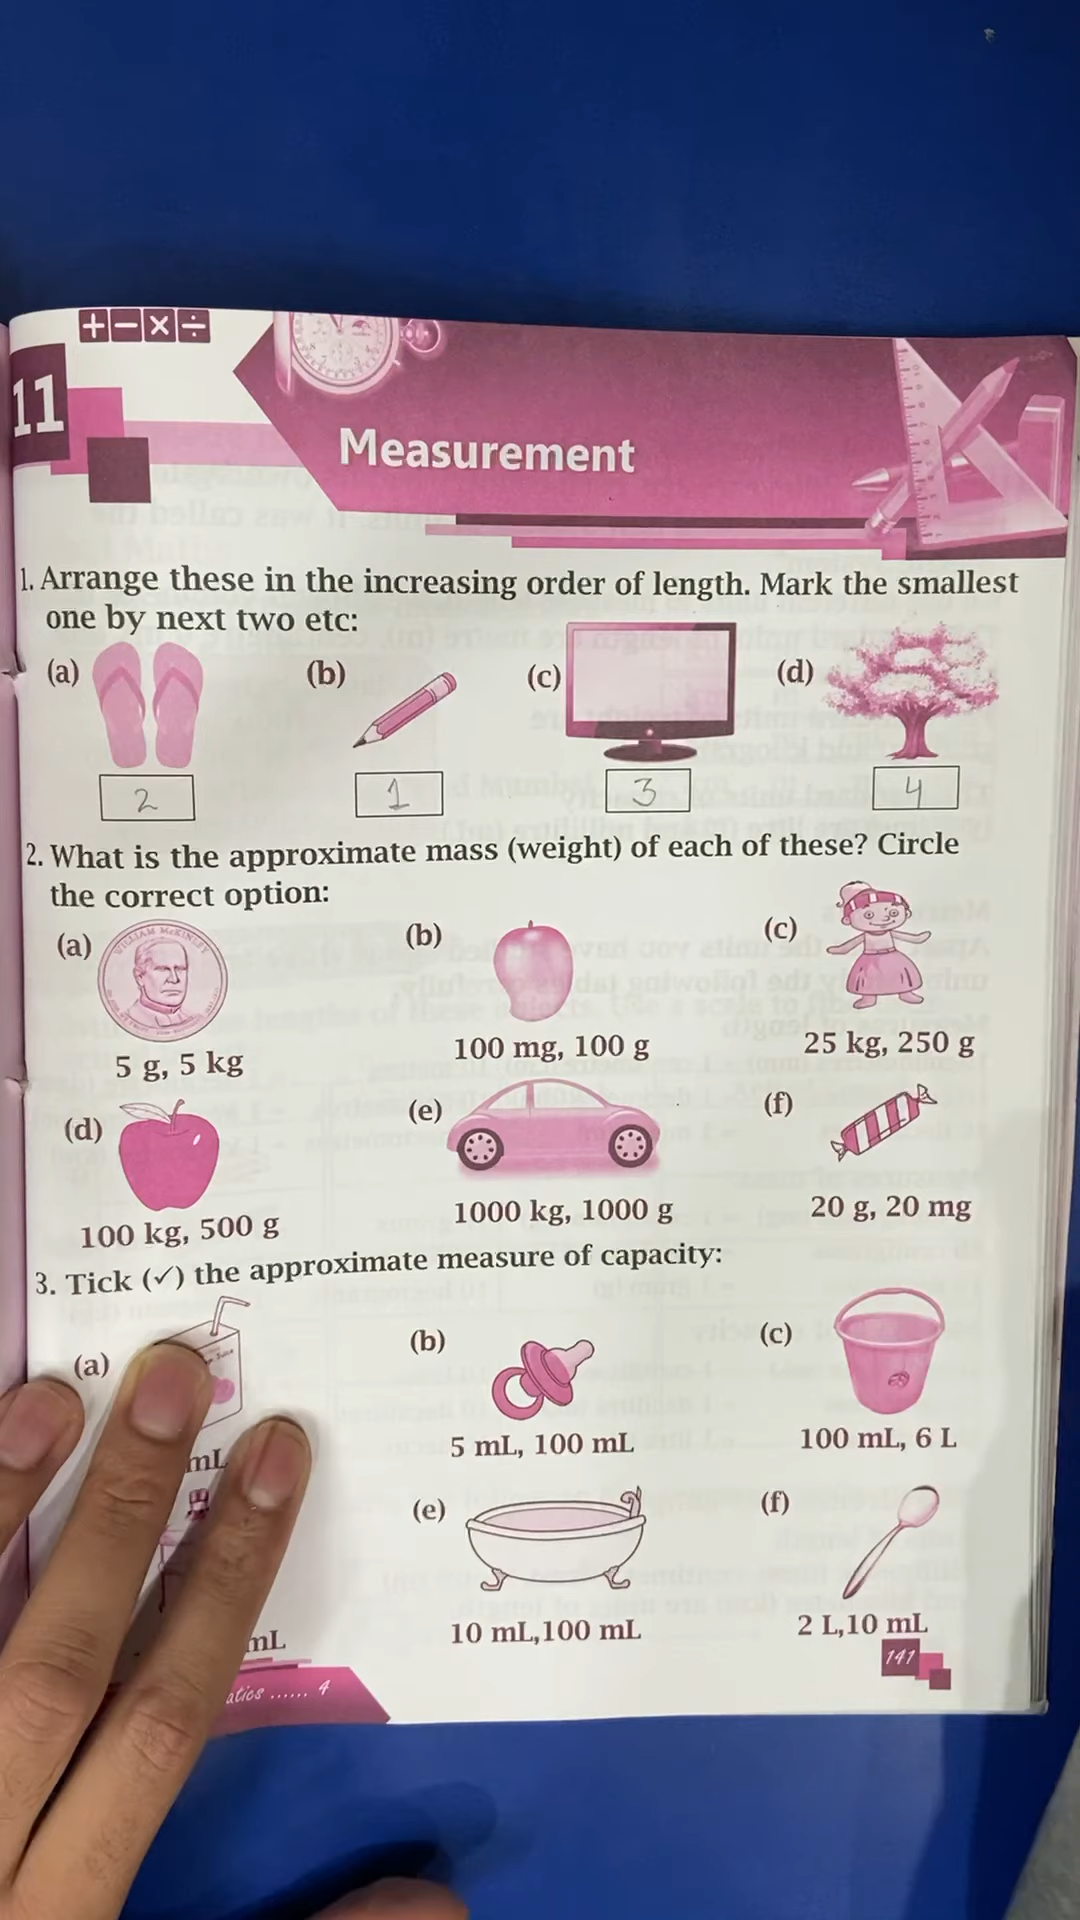 + − × ÷
11
Measurement
1. Arrange these in the increasing order of length. Mark the smallest
one by next two etc:
(a) (b) (c) (d)
2 1 3 4
2. What is the approximate mass (weight) of each of these? Circle
the correct option:
(a) (b) (c)
WILLIAM McKINLEY
5 g, 5 kg 100 mg, 100 g 25 kg, 250 g
(d) (e) (f)
100 kg, 500 g 1000 kg, 1000 g 20 g, 20 mg
3. Tick (✓) the approximate measure of capacity:
(a) (b) (c)
mL 5 mL, 100 mL 100 mL, 6 L
(e) (f)
mL 10 mL,100 mL 2 L,10 mL
141
atics ...... 4